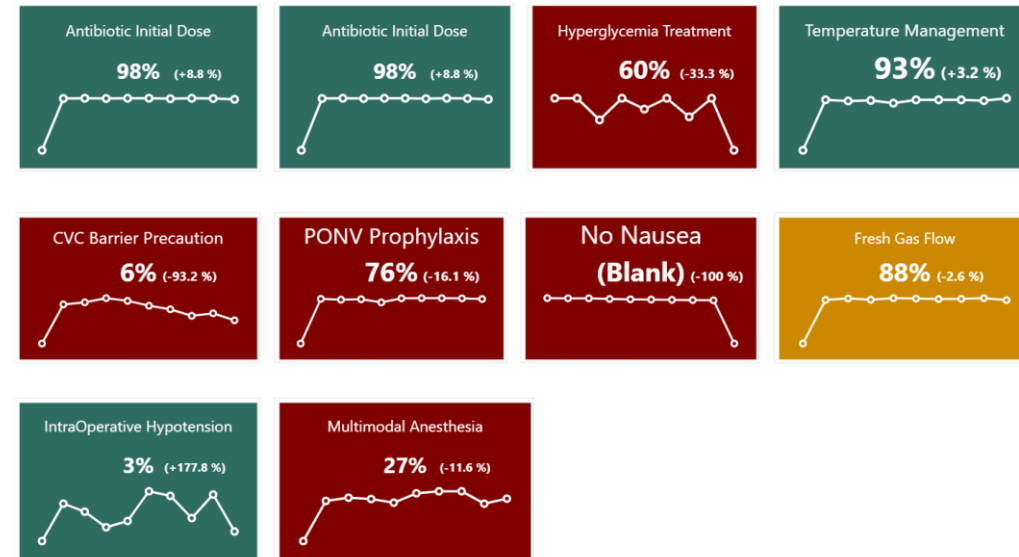 Antibiotic Initial Dose
98% (+8.8 %)
Antibiotic Initial Dose
98% (+8.8 %)
Hyperglycemia Treatment
60% (-33.3 %)
Temperature Management
93% (+3.2 %)
CVC Barrier Precaution
6% (-93.2 %)
PONV Prophylaxis
76% (-16.1 %)
No Nausea
(Blank) (-100 %)
Fresh Gas Flow
88% (-2.6 %)
IntraOperative Hypotension
3% (+177.8 %)
Multimodal Anesthesia
27% (-11.6 %)